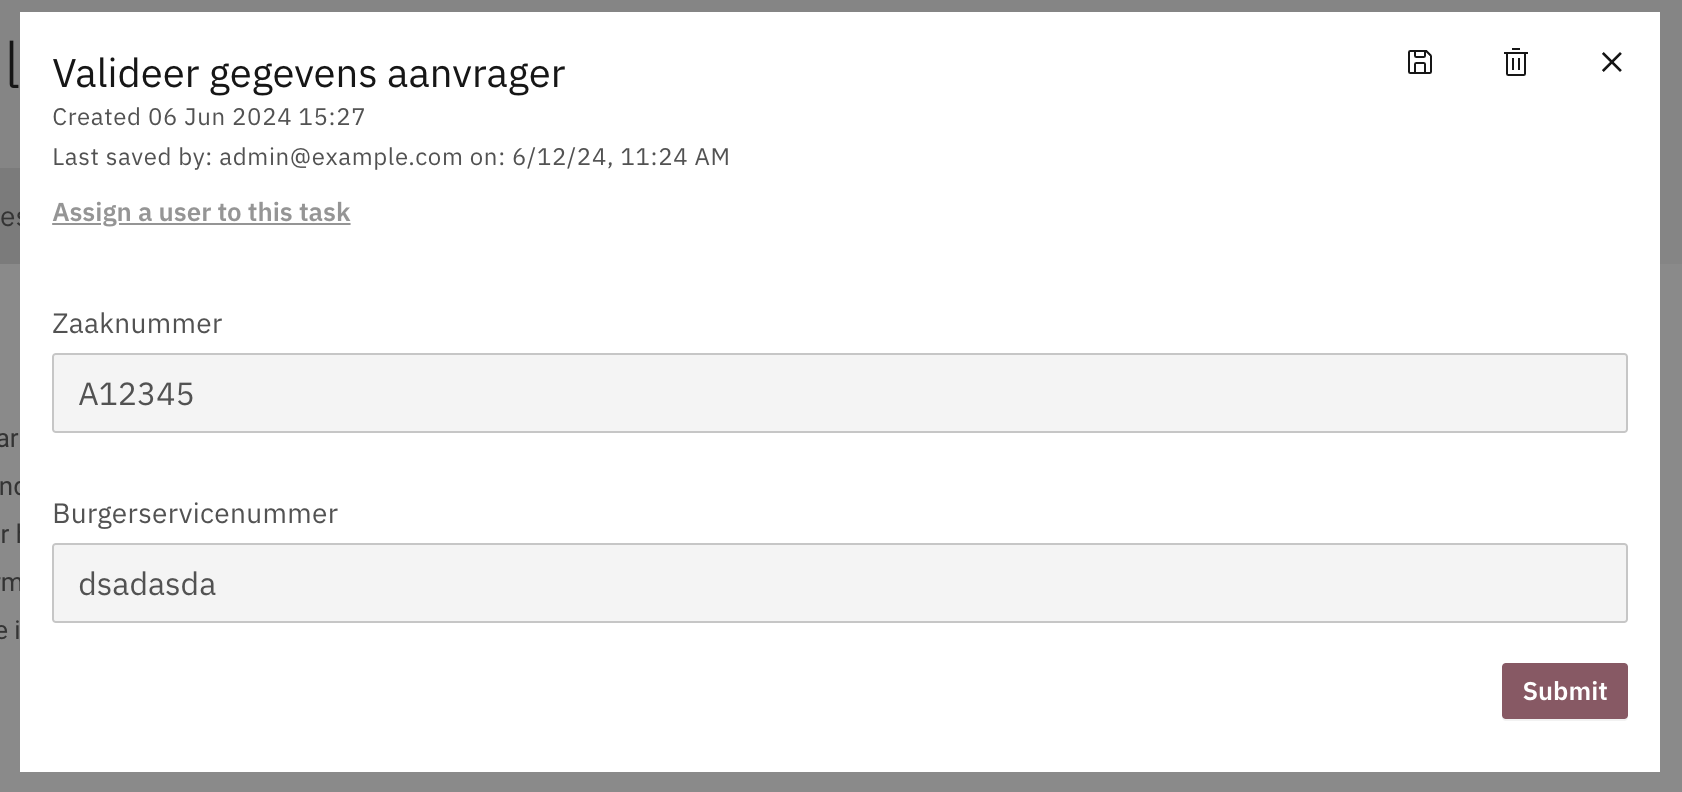 Valideer gegevens aanvrager
Created 06 Jun 2024 15:27
Last saved by: admin@example.com on: 6/12/24, 11:24 AM
Assign a user to this task
Zaaknummer
A12345
Burgerservicenummer
dsadasda
Submit